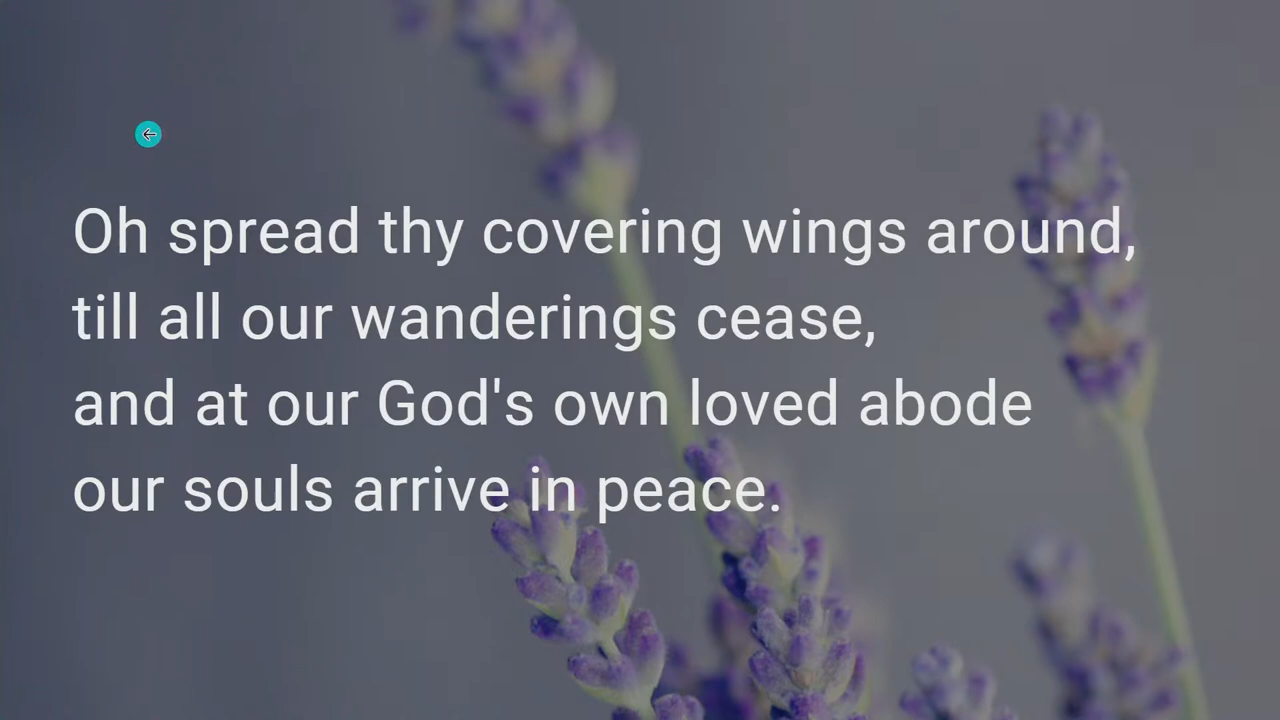 Oh spread thy covering wings around,
till all our wanderings cease,
and at our God's own loved abode
our souls arrive in peace.